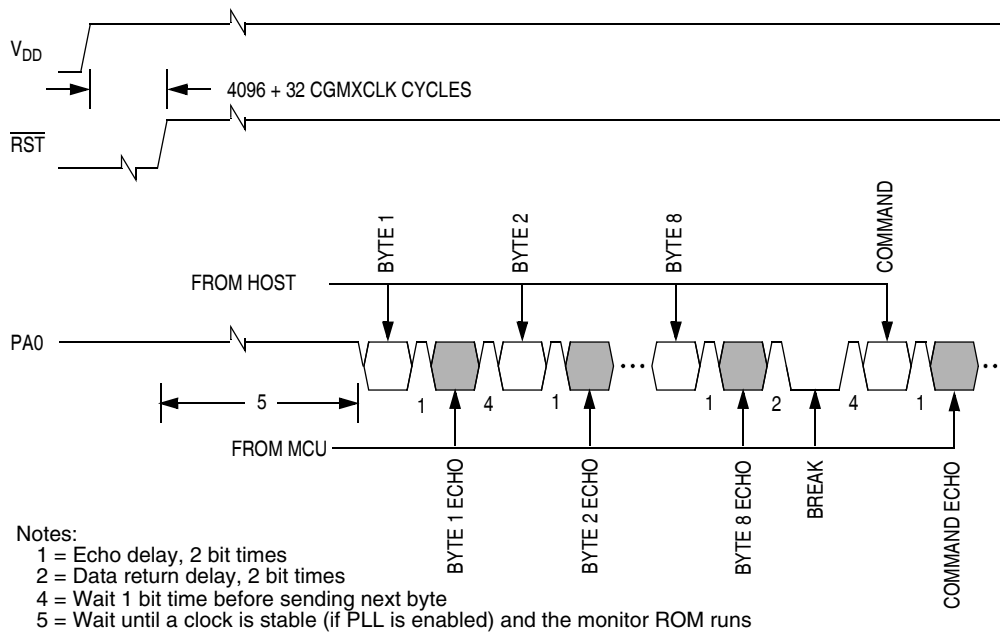 V_DD
4096 + 32 CGMXCLK CYCLES
RST
BYTE 1
BYTE 2
BYTE 8
COMMAND
FROM HOST
PA0
...
...
1
4
1
1
2
4
1
5
FROM MCU
BYTE 1 ECHO
BYTE 2 ECHO
BYTE 8 ECHO
BREAK
COMMAND ECHO
Notes:
1 = Echo delay, 2 bit times
2 = Data return delay, 2 bit times
4 = Wait 1 bit time before sending next byte
5 = Wait until a clock is stable (if PLL is enabled) and the monitor ROM runs